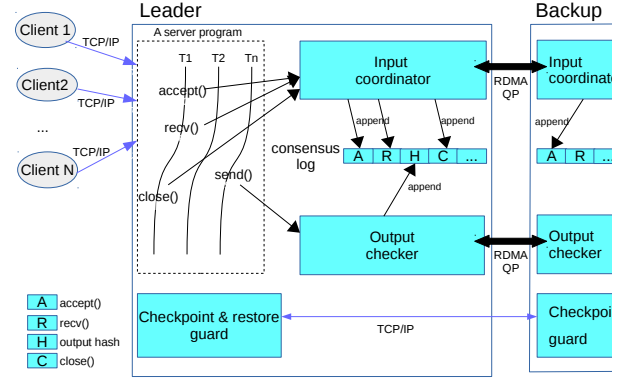 Leader
Backup
Client 1
TCP/IP
A server program
T1 T2 Tn
Input
coordinator
RDMA
QP
Input
Client2
TCP/IP
accept()
recv()
append
append
append
append
...
TCP/IP
Client N
consensus
log
A R H C ...
A R ...
send()
close()
append
Output
checker
RDMA
QP
Output
checker
A accept()
R recv()
H output hash
C close()
Checkpoint & restore
guard
TCP/IP
guard